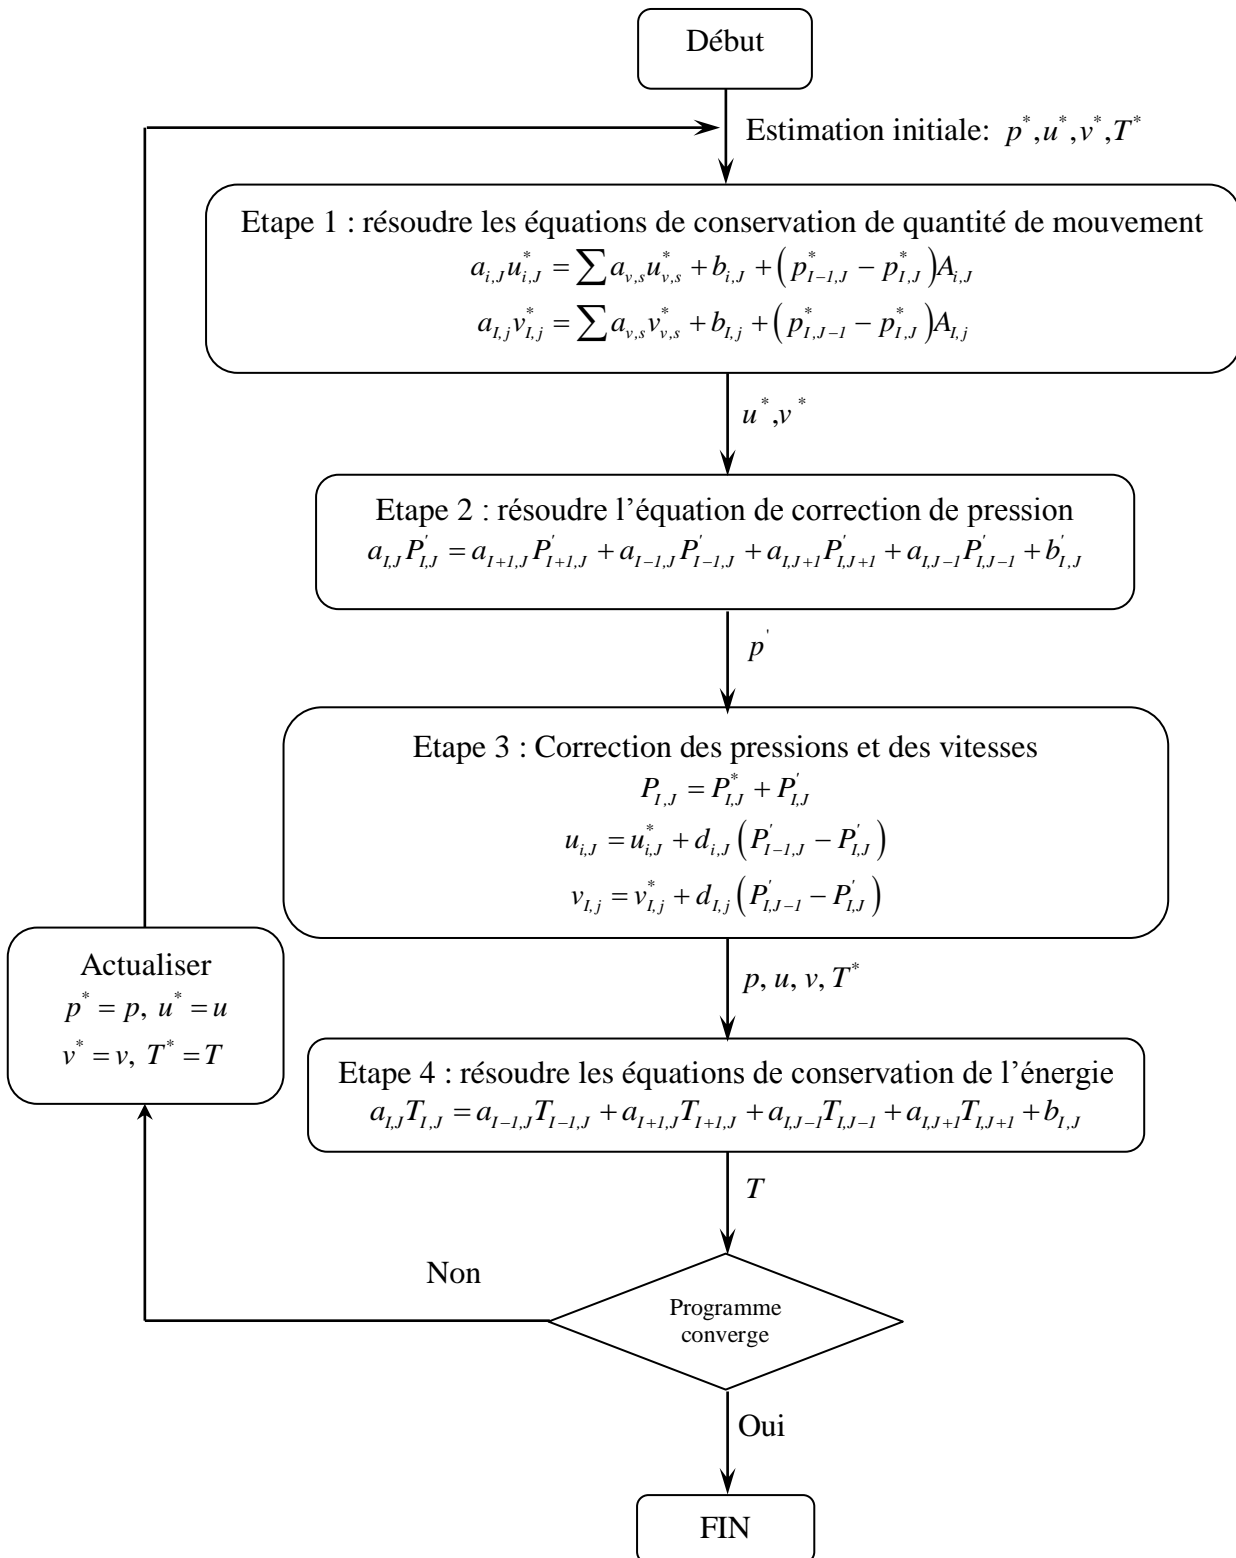 Début
Estimation initiale: p^*, u^*, v^*, T^*
Etape 1 : résoudre les équations de conservation de quantité de mouvement
a_{i,J} u^*_{i,J} = ∑ a_{v,s} u^*_{v,s} + b_{i,J} + (p^*_{I-1,J} − p^*_{I,J}) A_{i,J}
a_{I,j} v^*_{I,j} = ∑ a_{v,s} v^*_{v,s} + b_{I,j} + (p^*_{I,J-1} − p^*_{I,J}) A_{I,j}
u^*, v^*
Etape 2 : résoudre l’équation de correction de pression
a_{I,J} P'_{I,J} = a_{I+1,J} P'_{I+1,J} + a_{I-1,J} P'_{I-1,J} + a_{I,J+1} P'_{I,J+1} + a_{I,J-1} P'_{I,J-1} + b'_{I,J}
p'
Etape 3 : Correction des pressions et des vitesses
P_{I,J} = P^*_{I,J} + P'_{I,J}
u_{i,J} = u^*_{i,J} + d_{i,J} (P'_{I-1,J} − P'_{I,J})
v_{I,j} = v^*_{I,j} + d_{I,j} (P'_{I,J-1} − P'_{I,J})
p, u, v, T^*
Actualiser
p^* = p, u^* = u
v^* = v, T^* = T
Etape 4 : résoudre les équations de conservation de l’énergie
a_{I,J} T_{I,J} = a_{I-1,J} T_{I-1,J} + a_{I+1,J} T_{I+1,J} + a_{I,J-1} T_{I,J-1} + a_{I,J+1} T_{I,J+1} + b_{I,J}
T
Non
Programme
converge
Oui
FIN